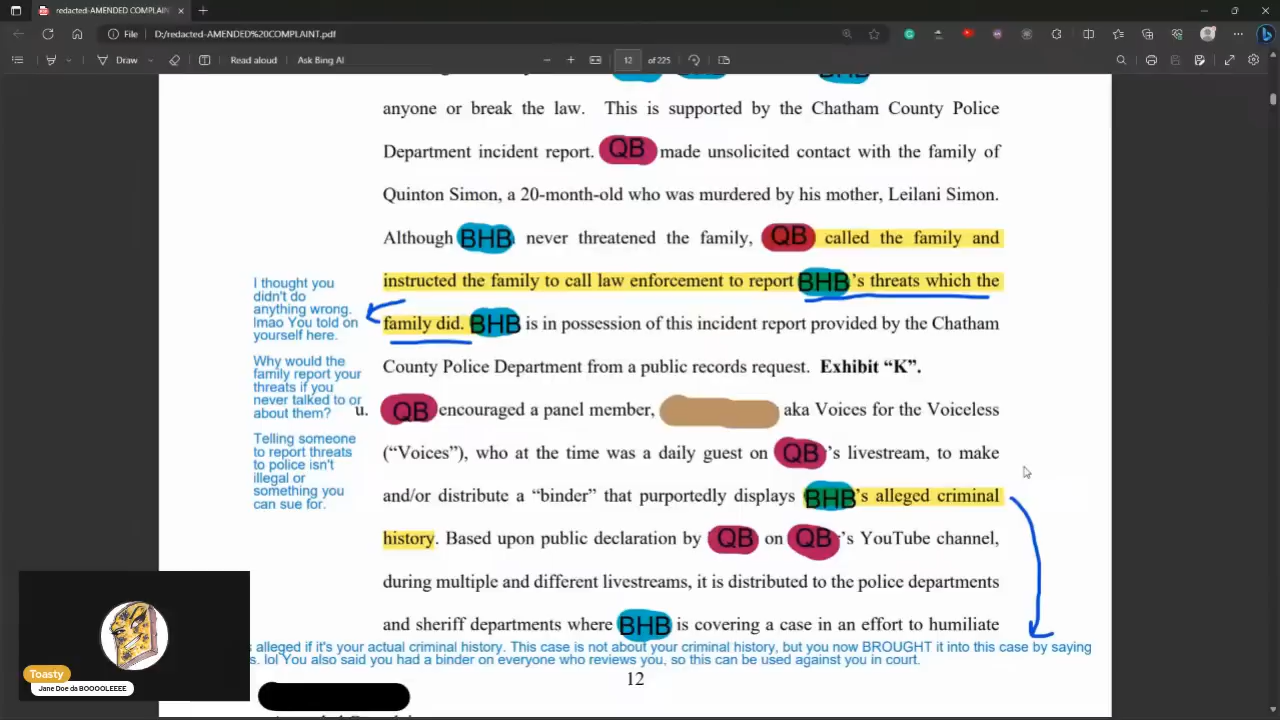 redacted-AMENDED COMPLAIN
File
D:/redacted-AMENDED%20COMPLAINT.pdf
Draw
Read aloud
Ask Bing AI
12
of 225
anyone or break the law. This is supported by the Chatham County Police
Department incident report. QB made unsolicited contact with the family of
Quinton Simon, a 20-month-old who was murdered by his mother, Leilani Simon.
Although BHB never threatened the family, QB called the family and
instructed the family to call law enforcement to report BHB's threats which the
family did. BHB is in possession of this incident report provided by the Chatham
County Police Department from a public records request. Exhibit "K".
u. QB encouraged a panel member, aka Voices for the Voiceless
("Voices"), who at the time was a daily guest on QB's livestream, to make
and/or distribute a "binder" that purportedly displays BHB's alleged criminal
history. Based upon public declaration by QB on QB's YouTube channel,
during multiple and different livestreams, it is distributed to the police departments
and sheriff departments where BHB is covering a case in an effort to humiliate
I thought you
didn't do
anything wrong.
lmao You told on
yourself here.
Why would the
family report your
threats if you
never talked to or
about them?
Telling someone
to report threats
to police isn't
illegal or
something you
can sue for.
s alleged if it's your actual criminal history. This case is not about your criminal history, but you now BROUGHT it into this case by saying
s. lol You also said you had a binder on everyone who reviews you, so this can be used against you in court.
12
Toasty
Jane Doe da BOOOOLEEEE